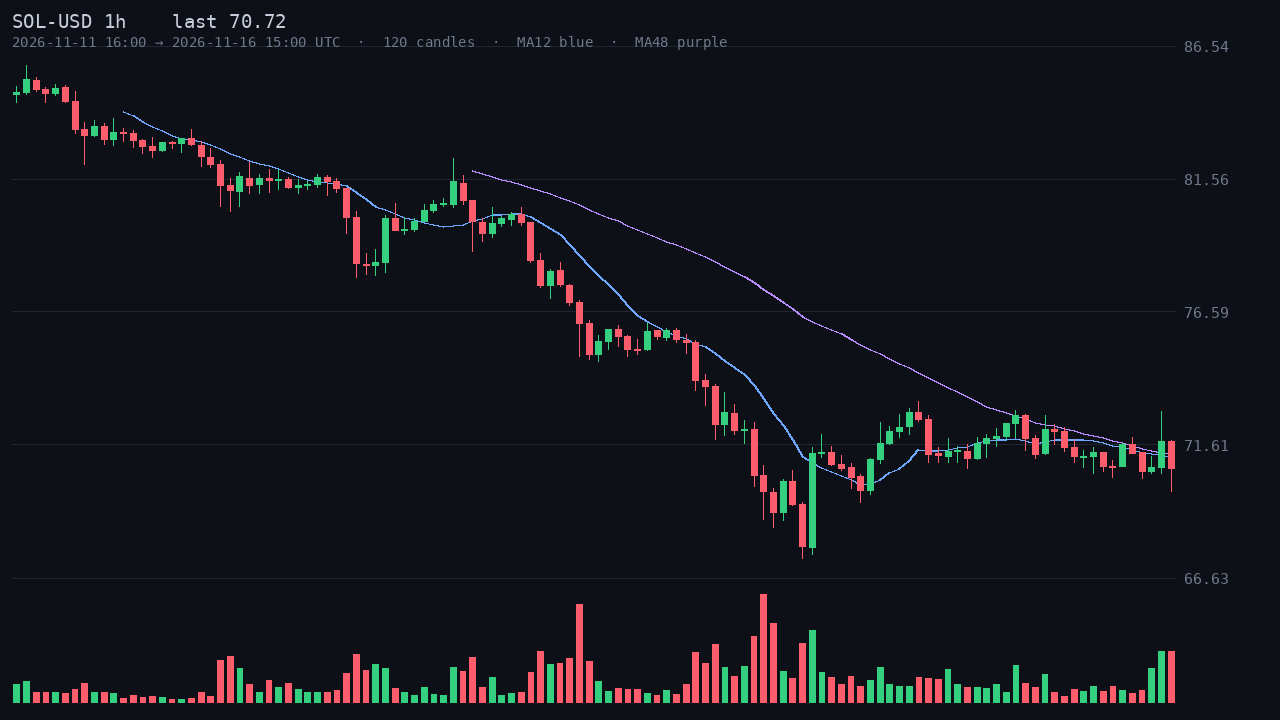 SOL-USD 1h    last 70.72
2026-11-11 16:00 → 2026-11-16 15:00 UTC  ·  120 candles  ·  MA12 blue  ·  MA48 purple
86.54
81.56
76.59
71.61
66.63